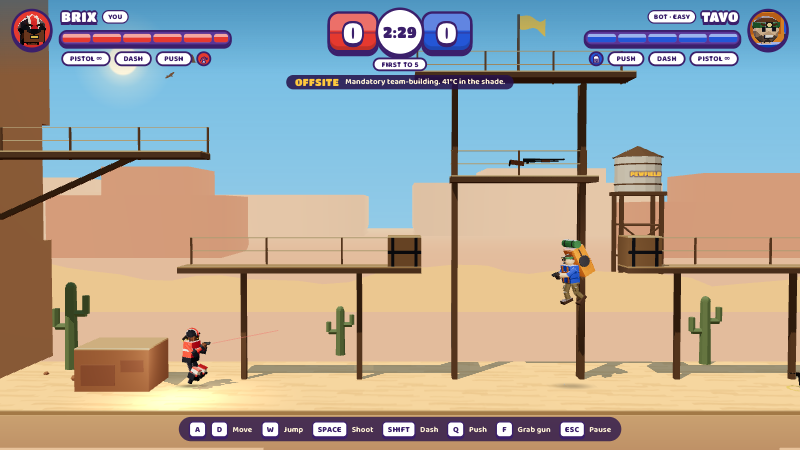 BRIX YOU
PISTOL ∞ DASH PUSH
0 2:29 0
FIRST TO 5
BOT · EASY TAVO
PUSH DASH PISTOL ∞
OFFSITE Mandatory team-building. 41°C in the shade.
PENFIELD
A D Move W Jump SPACE Shoot SHIFT Dash Q Push F Grab gun ESC Pause